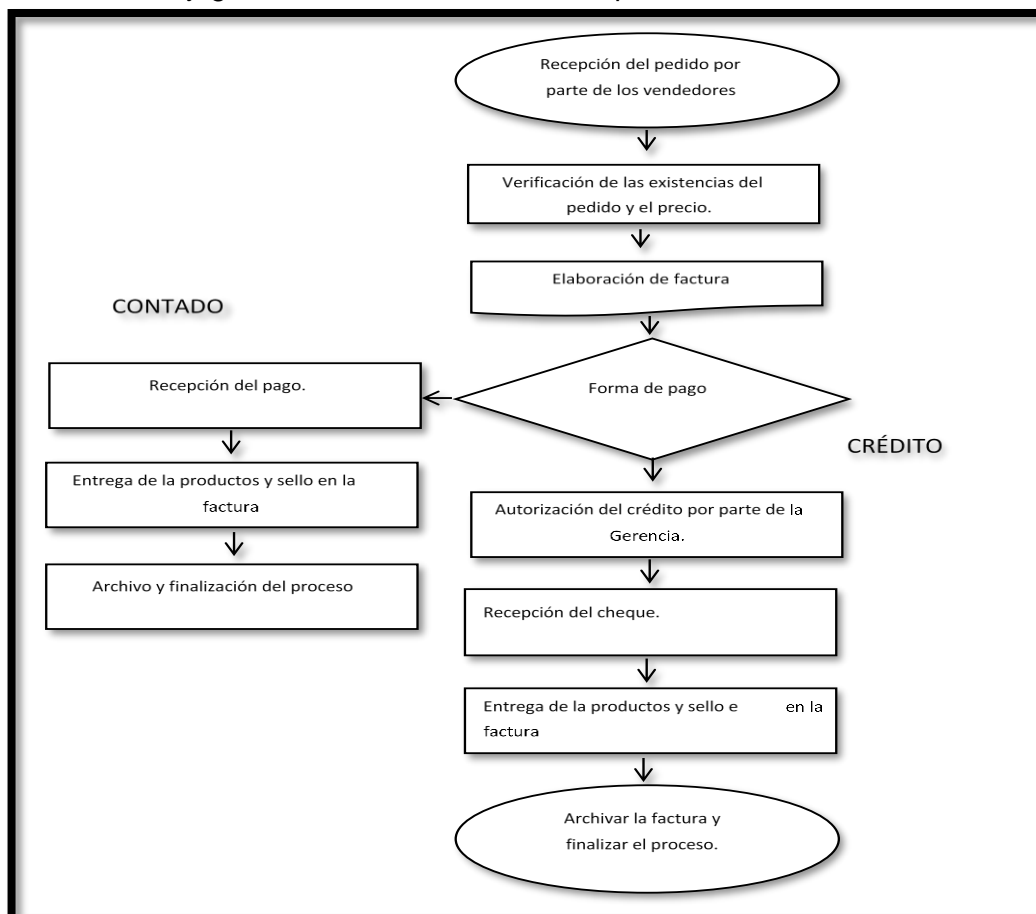 Recepción del pedido por
parte de los vendedores
Verificación de las existencias del
pedido y el precio.
Elaboración de factura
CONTADO
Forma de pago
Recepción del pago.
CRÉDITO
Entrega de la productos y sello en la
factura
Archivo y finalización del proceso
Autorización del crédito por parte de la
Gerencia.
Recepción del cheque.
Entrega de la productos y sello e en la
factura
Archivar la factura y
finalizar el proceso.